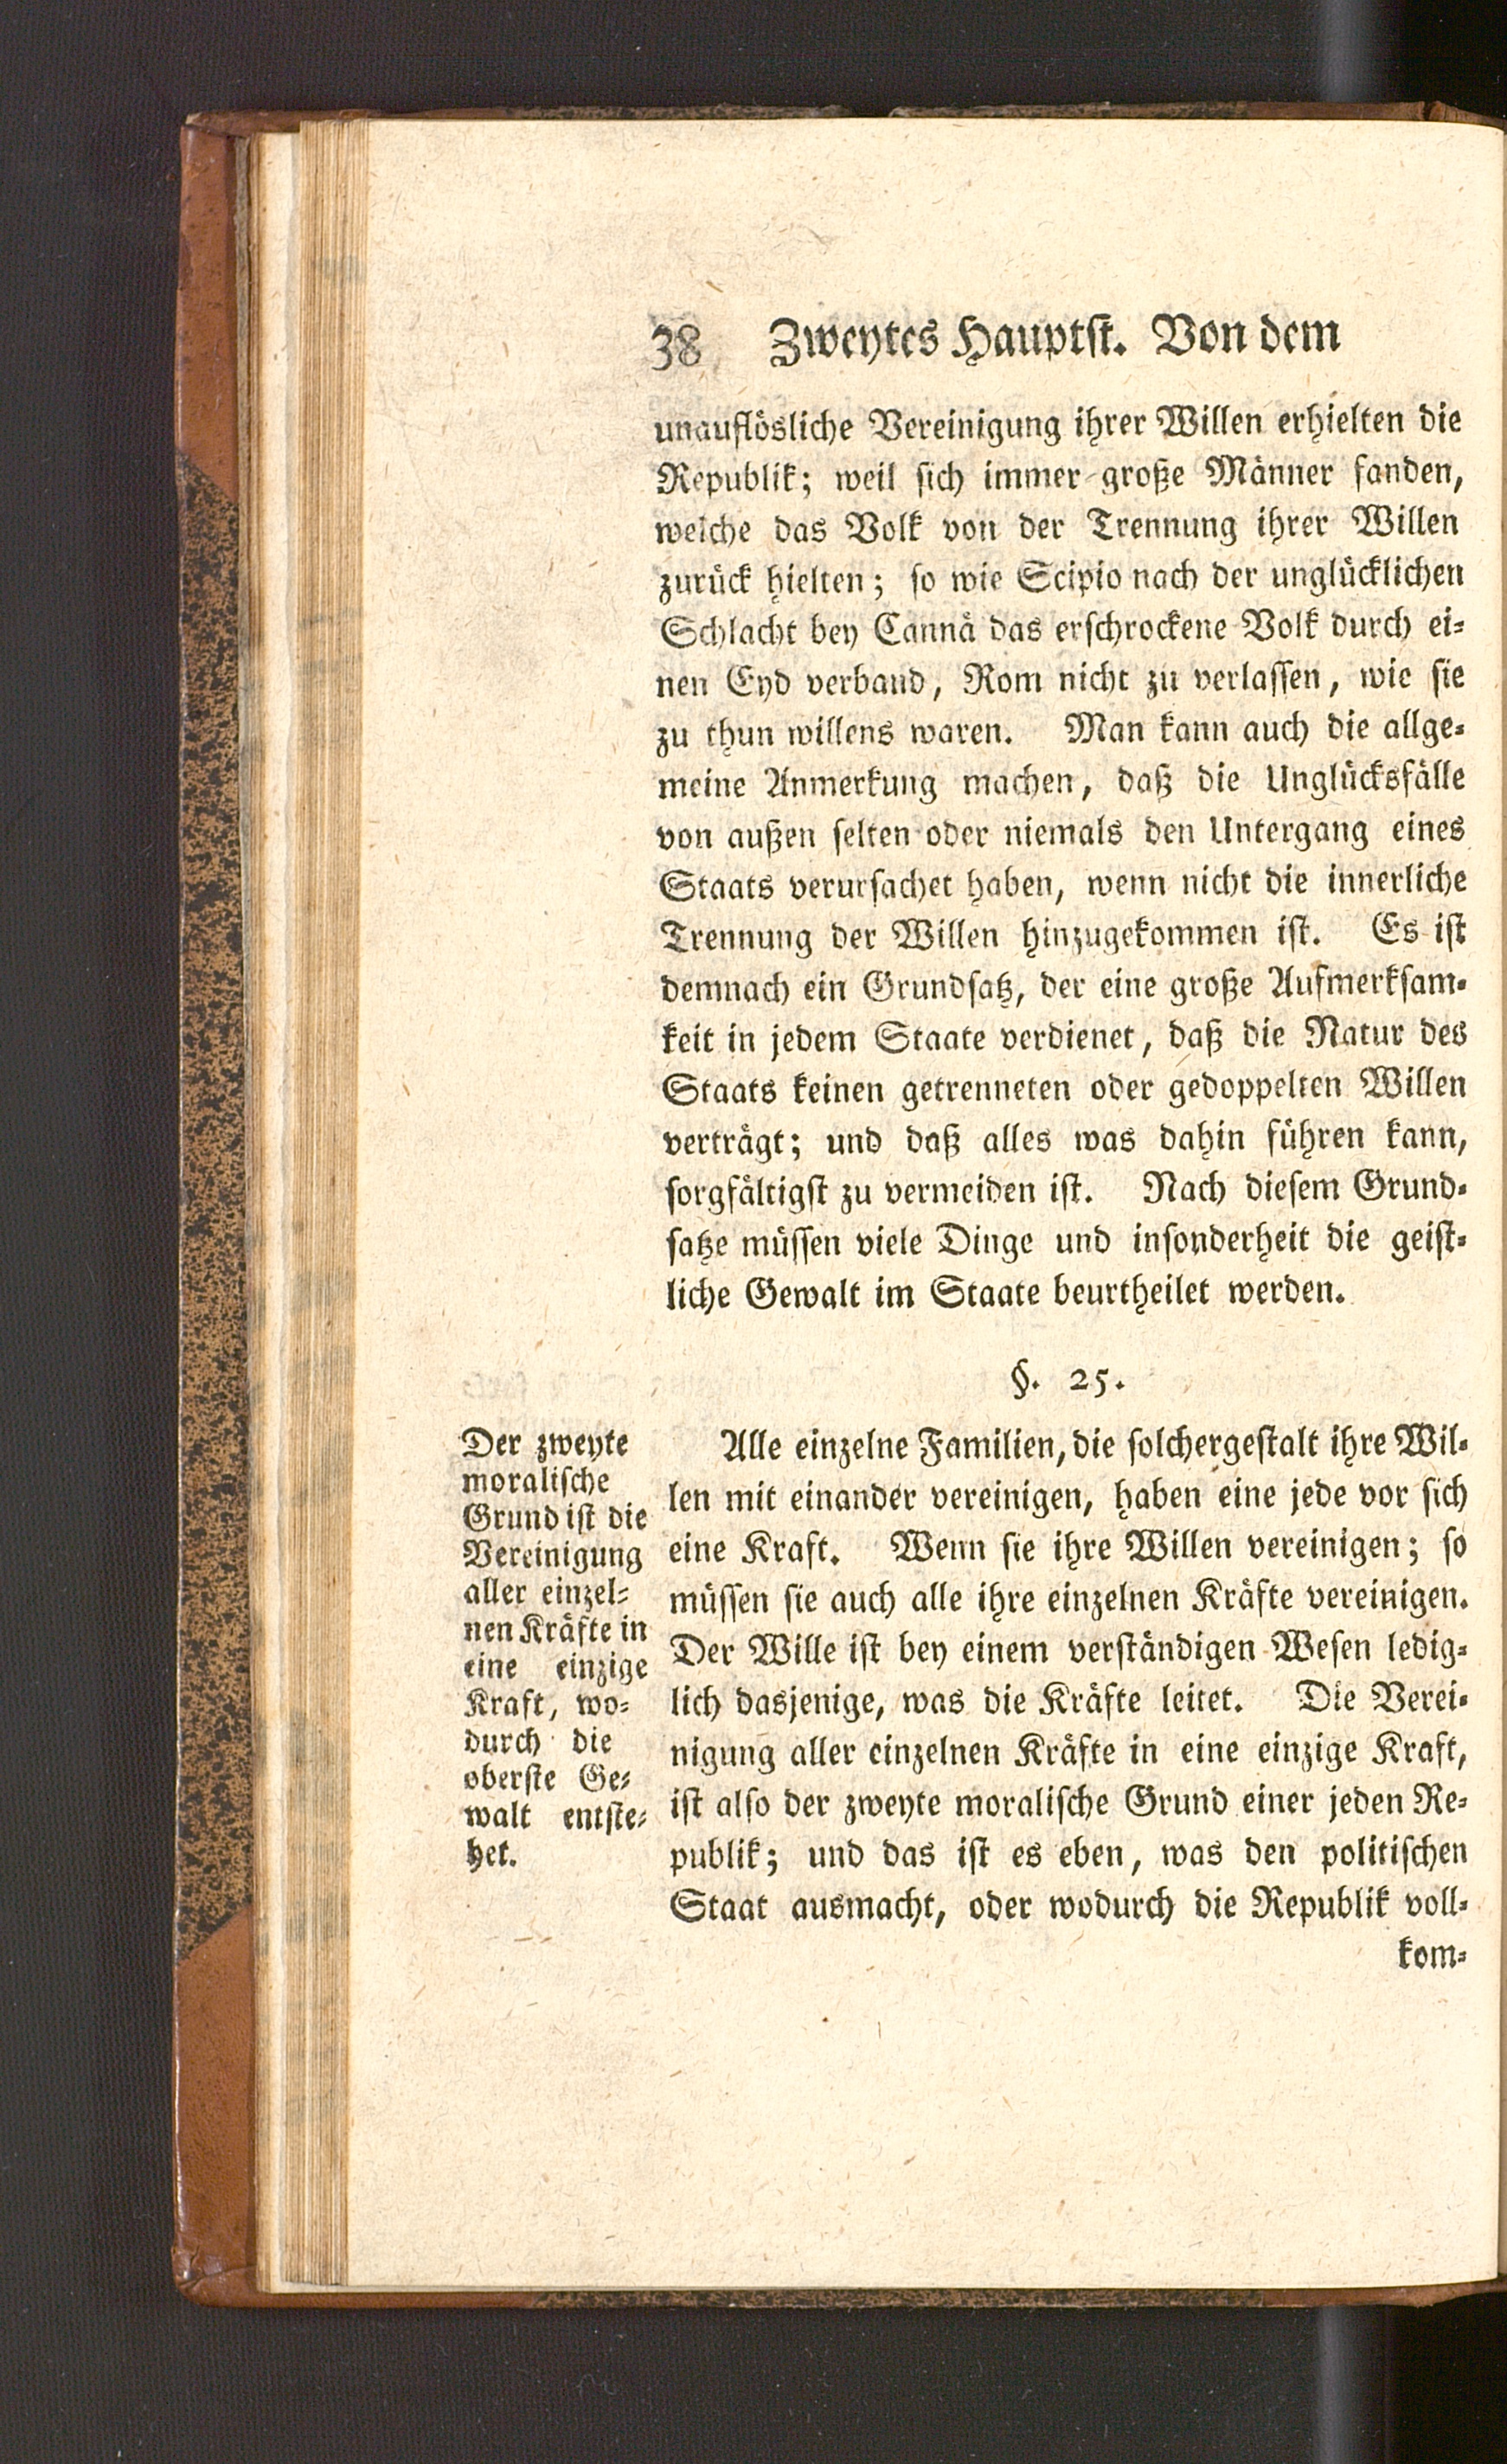 38 Zweytes Hauptst. Von dem
unauflösliche Vereinigung ihrer Willen erhielten die
Republik; weil sich immer große Männer fanden,
welche das Volk von der Trennung ihrer Willen
zurück hielten; so wie Scipio nach der unglücklichen
Schlacht bey Cannä das erschrockene Volk durch ei-
nen Eyd verband, Rom nicht zu verlassen, wie sie
zu thun willens waren. Man kann auch die allge-
meine Anmerkung machen, daß die Unglücksfälle
von außen selten oder niemals den Untergang eines
Staats verursachet haben, wenn nicht die innerliche
Trennung der Willen hinzugekommen ist. Es ist
demnach ein Grundsatz, der eine große Aufmerksam-
keit in jedem Staate verdienet, daß die Natur des
Staats keinen getrenneten oder gedoppelten Willen
verträgt; und daß alles was dahin führen kann,
sorgfältigst zu vermeiden ist. Nach diesem Grund-
satze müssen viele Dinge und insonderheit die geist-
liche Gewalt im Staate beurtheilet werden.
§. 25.
Der zweyte
moralische
Grund ist die
Vereinigung
aller einzel-
nen Kräfte in
eine einzige
Kraft, wo-
durch die
oberste Ge-
walt entste-
het.
Alle einzelne Familien, die solchergestalt ihre Wil-
len mit einander vereinigen, haben eine jede vor sich
eine Kraft. Wenn sie ihre Willen vereinigen; so
müssen sie auch alle ihre einzelnen Kräfte vereinigen.
Der Wille ist bey einem verständigen Wesen ledig-
lich dasjenige, was die Kräfte leitet. Die Verei-
nigung aller einzelnen Kräfte in eine einzige Kraft,
ist also der zweyte moralische Grund einer jeden Re-
publik; und das ist es eben, was den politischen
Staat ausmacht, oder wodurch die Republik voll-
kom-